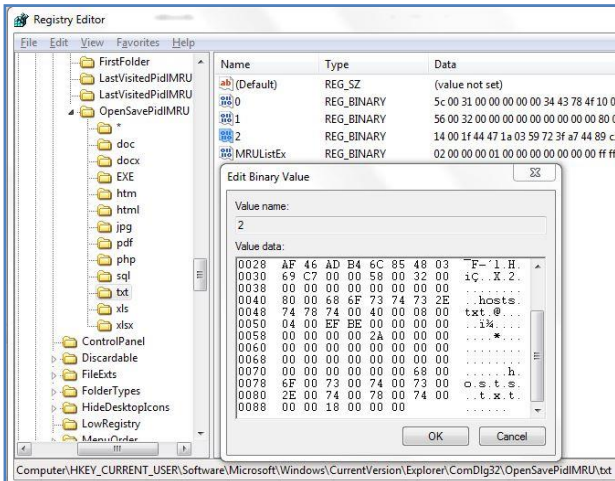 Registry Editor
File Edit View Favorites Help
FirstFolder
LastVisitedPidlMRU
LastVisitedPidlMRU
OpenSavePidlMRU
*
doc
docx
EXE
htm
html
jpg
pdf
php
sql
txt
xls
xlsx
ControlPanel
Discardable
FileExts
FolderTypes
HideDesktopIcons
LowRegistry
MenuOrder
Name Type Data
(Default) REG_SZ (value not set)
0 REG_BINARY 5c 00 31 00 00 00 00 00 34 43 78 4f 10 0
1 REG_BINARY 56 00 32 00 00 00 00 00 00 00 00 00 80 0
2 REG_BINARY 14 00 1f 44 47 1a 03 59 72 3f a7 44 89 c
MRUListEx REG_BINARY 02 00 00 00 01 00 00 00 00 00 00 00 ff ff
Edit Binary Value
Value name:
2
Value data:
0028 AF 46 AD B4 6C 85 48 03 ¯F-´l.H.
0030 69 C7 00 00 58 00 32 00 iÇ..X.2.
0038 00 00 00 00 00 00 00 00 ........
0040 80 00 68 6F 73 74 73 2E ..hosts.
0048 74 78 74 00 40 00 08 00 txt.@...
0050 04 00 EF BE 00 00 00 00 ..ï¾....
0058 00 00 00 00 2A 00 00 00 ....*...
0060 00 00 00 00 00 00 00 00 ........
0068 00 00 00 00 00 00 00 00 ........
0070 00 00 00 00 00 00 68 00 ......h.
0078 6F 00 73 00 74 00 73 00 o.s.t.s.
0080 2E 00 74 00 78 00 74 00 ..t.x.t.
0088 00 00 18 00 00 00 ......
OK Cancel
Computer\HKEY_CURRENT_USER\Software\Microsoft\Windows\CurrentVersion\Explorer\ComDlg32\OpenSavePidlMRU\txt